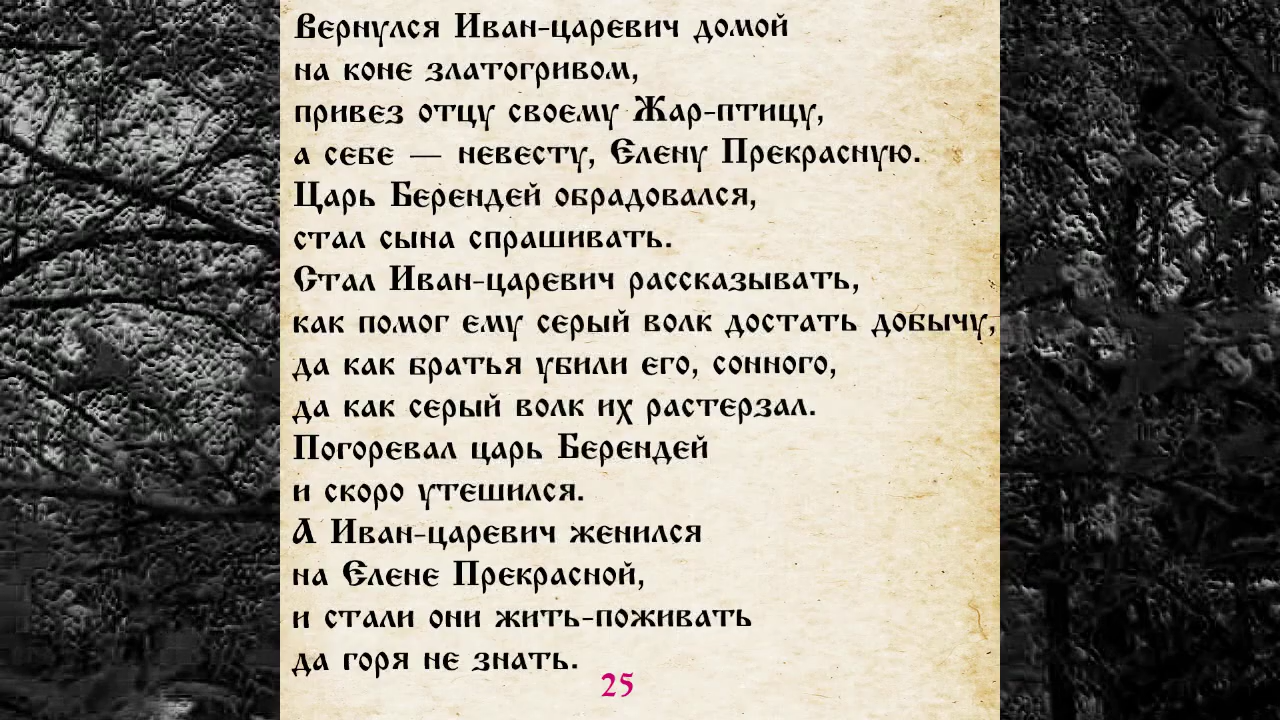 Вернулся Иван-царевич домой
на коне златогривом,
привез отцу своему Жар-птицу,
а себе — невесту, Елену Прекрасную.
Царь Берендей обрадовался,
стал сына спрашивать.
Стал Иван-царевич рассказывать,
как помог ему серый волк достать добычу,
да как братья убили его, сонного,
да как серый волк их растерзал.
Погоревал царь Берендей
и скоро утешился.
А Иван-царевич женился
на Елене Прекрасной,
и стали они жить-поживать
да горя не знать.
25